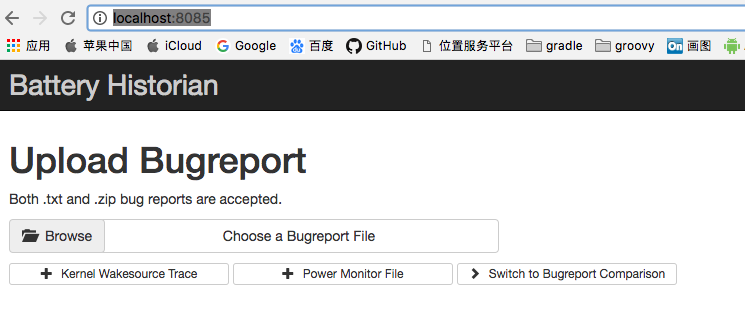 localhost:8085
应用 苹果中国 iCloud Google 百度 GitHub 位置服务平台 gradle groovy On 画图
Battery Historian
Upload Bugreport
Both .txt and .zip bug reports are accepted.
Browse Choose a Bugreport File
Kernel Wakesource Trace Power Monitor File Switch to Bugreport Comparison